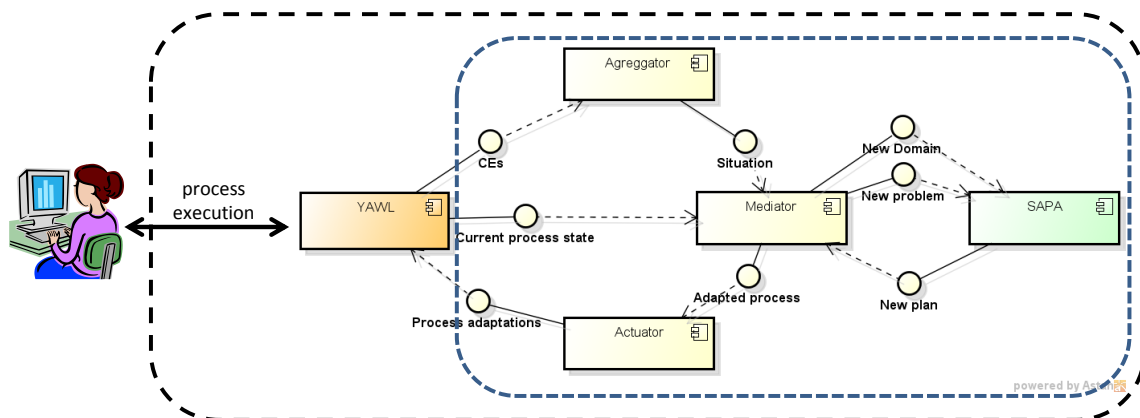 Agreggator
CEs
Situation
New Domain
process
execution
YAWL
Mediator
New problem
SAPA
Current process state
Adapted process
New plan
Process adaptations
Actuator
powered by Astah